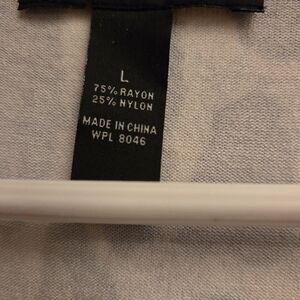 L
75% RAYON
25% NYLON
MADE IN CHINA
WPL 8046